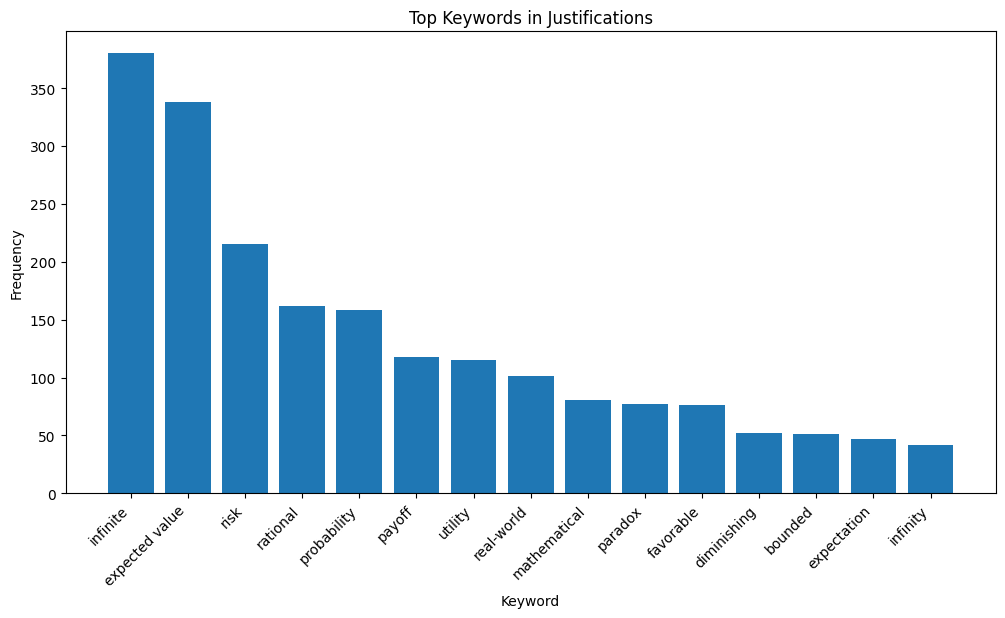 Top Keywords in Justifications
Frequency
350
300
250
200
150
100
50
0
infinite
expected value
risk
rational
probability
payoff
utility
real-world
mathematical
paradox
favorable
diminishing
bounded
expectation
infinity
Keyword